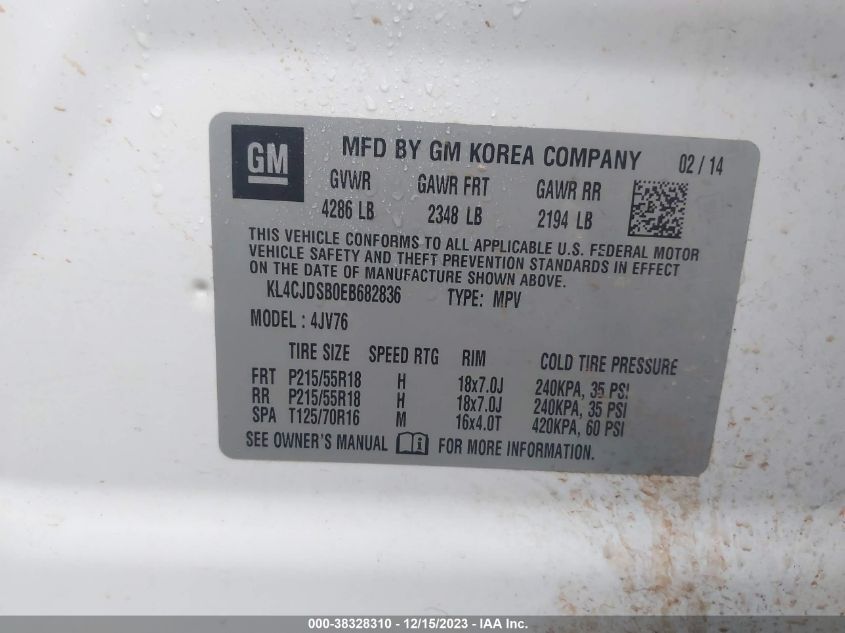 GM
MFD BY GM KOREA COMPANY 02 / 14
GVWR GAWR FRT GAWR RR
4286 LB 2348 LB 2194 LB
THIS VEHICLE CONFORMS TO ALL APPLICABLE U.S. FEDERAL MOTOR
VEHICLE SAFETY AND THEFT PREVENTION STANDARDS IN EFFECT
ON THE DATE OF MANUFACTURE SHOWN ABOVE.
KL4CJDSB0EB682836 TYPE: MPV
MODEL : 4JV76
TIRE SIZE SPEED RTG RIM COLD TIRE PRESSURE
FRT P215/55R18 H 18x7.0J 240KPA, 35 PSI
RR P215/55R18 H 18x7.0J 240KPA, 35 PSI
SPA T125/70R16 M 16x4.0T 420KPA, 60 PSI
SEE OWNER'S MANUAL FOR MORE INFORMATION.
000-38328310 - 12/15/2023 - IAA Inc.